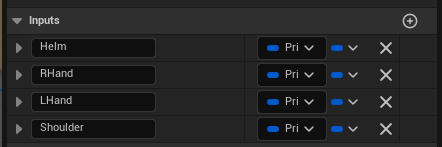 Inputs
Helm Pri
RHand Pri
LHand Pri
Shoulder Pri